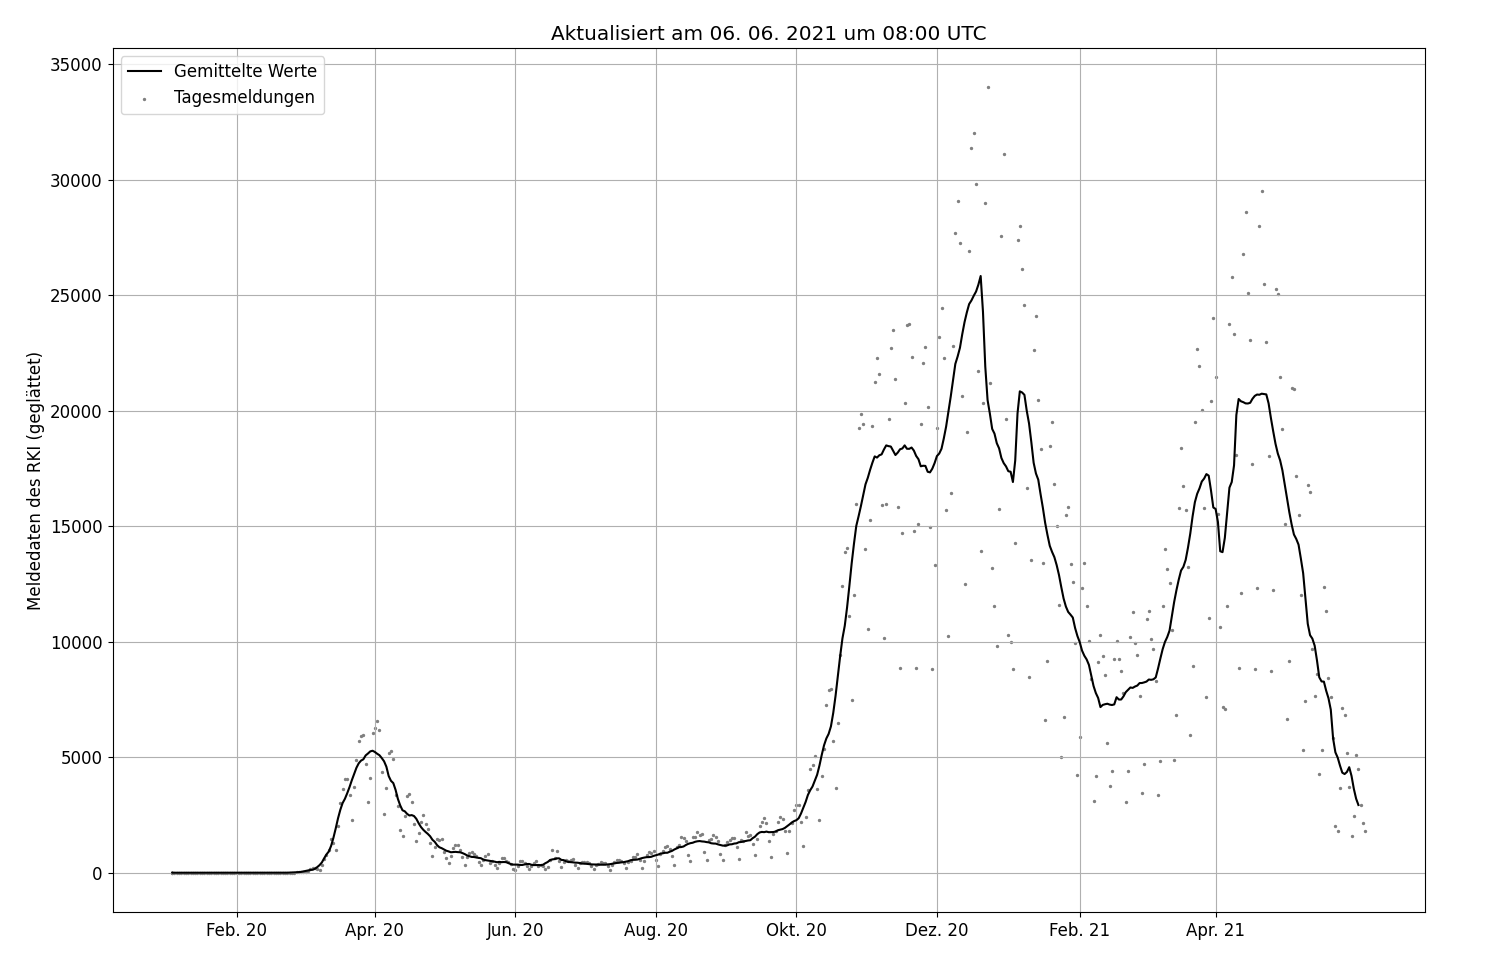 Aktualisiert am 06. 06. 2021 um 08:00 UTC
Gemittelte Werte
Tagesmeldungen
Meldedaten des RKI (geglättet)
35000
30000
25000
20000
15000
10000
5000
0
Feb. 20 Apr. 20 Jun. 20 Aug. 20 Okt. 20 Dez. 20 Feb. 21 Apr. 21